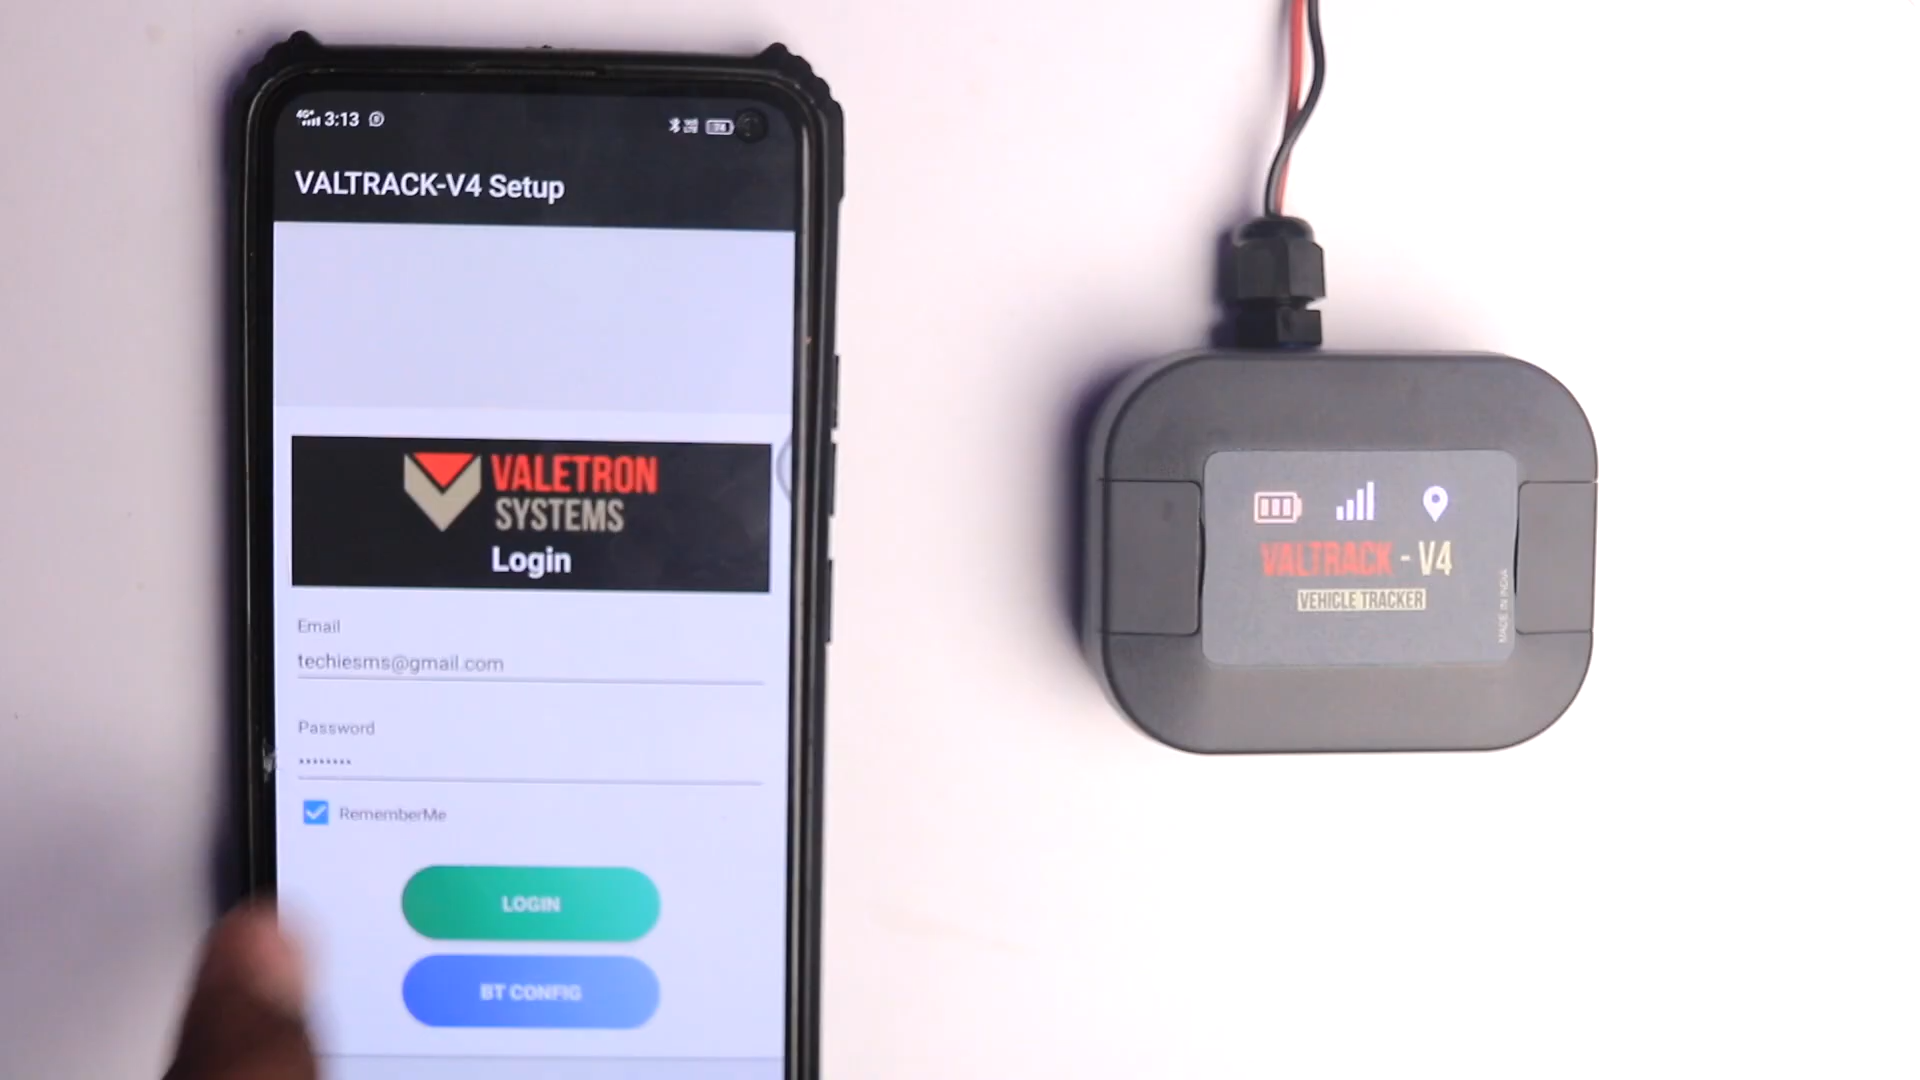 4G+ 3:13
VALTRACK-V4 Setup
VALETRON
SYSTEMS
Login
Email
techiesms@gmail.com
Password
••••••••
RememberMe
LOGIN
BT CONFIG
VALTRACK - V4
VEHICLE TRACKER
MADE IN INDIA